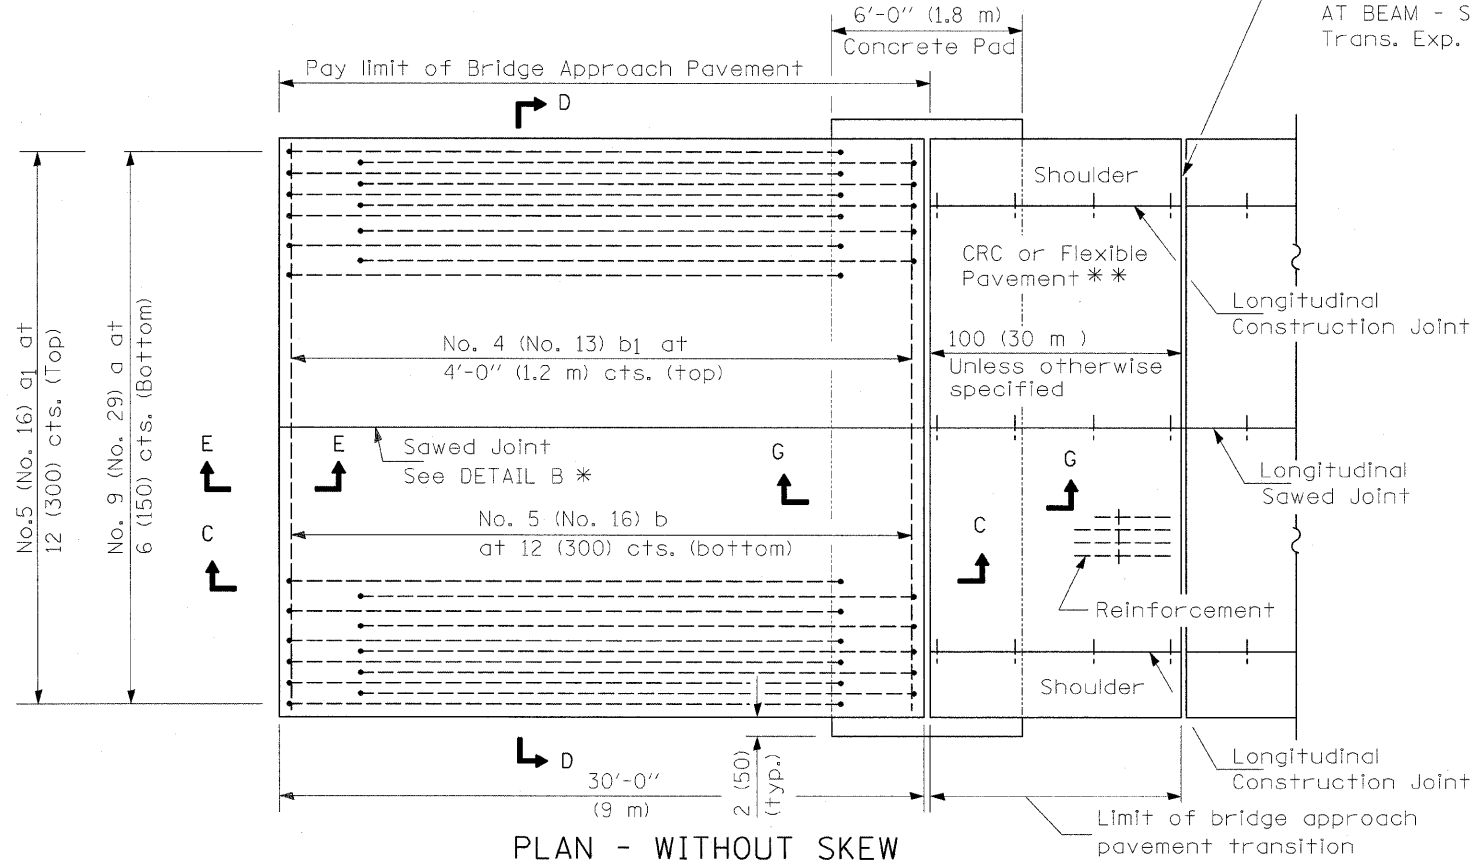 6'-0" (1.8 m)
Concrete Pad
AT BEAM - S
Trans. Exp.
Pay limit of Bridge Approach Pavement
D
Shoulder
CRC or Flexible
Pavement * *
Longitudinal
Construction Joint
No. 4 (No. 13) b1 at
4'-0" (1.2 m) cts. (top)
100 (30 m )
Unless otherwise
specified
No.5 (No. 16) a1 at
12 (300) cts. (Top)
No. 9 (No. 29) a at
6 (150) cts. (Bottom)
E
E
Sawed Joint
See DETAIL B *
G
G
Longitudinal
Sawed Joint
No. 5 (No. 16) b
at 12 (300) cts. (bottom)
C
C
Reinforcement
Shoulder
D
30'-0"
(9 m)
2 (50)
(typ.)
Longitudinal
Construction Joint
Limit of bridge approach
pavement transition
PLAN - WITHOUT SKEW